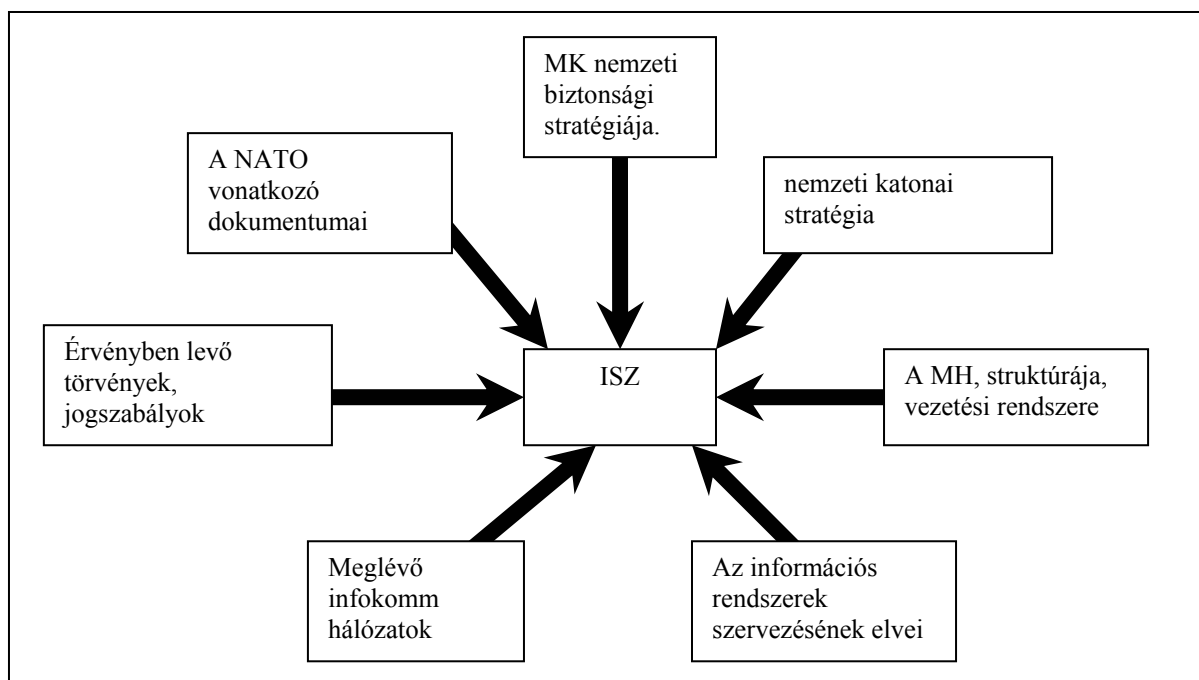 MK nemzeti
biztonsági
stratégiája.
A NATO
vonatkozó
dokumentumai
nemzeti katonai
stratégia
Érvényben levő
törvények,
jogszabályok
ISZ
A MH, struktúrája,
vezetési rendszere
Meglévő
infokomm
hálózatok
Az információs
rendszerek
szervezésének elvei